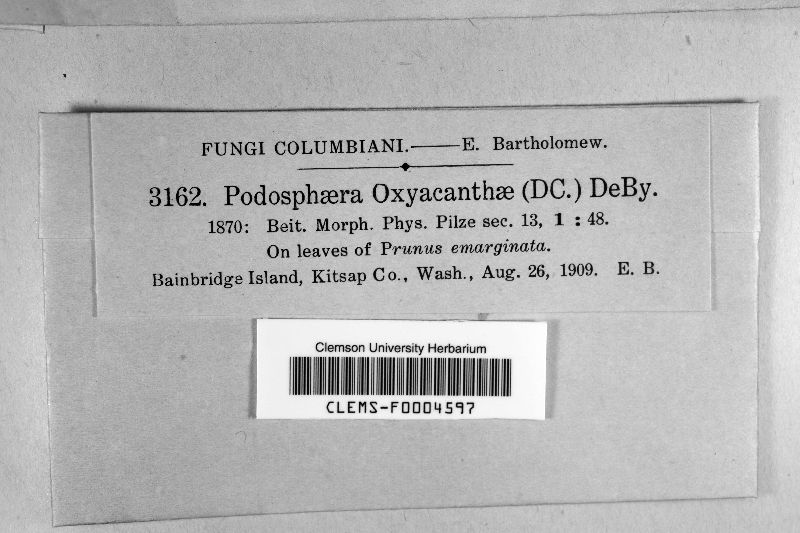 FUNGI COLUMBIANI.—E. Bartholomew.
3162. Podosphæra Oxyacanthæ (DC.) DeBy.
1870: Beit. Morph. Phys. Pilze sec. 13, 1 : 48.
On leaves of Prunus emarginata.
Bainbridge Island, Kitsap Co., Wash., Aug. 26, 1909. E. B.
Clemson University Herbarium
CLEMS-F0004597